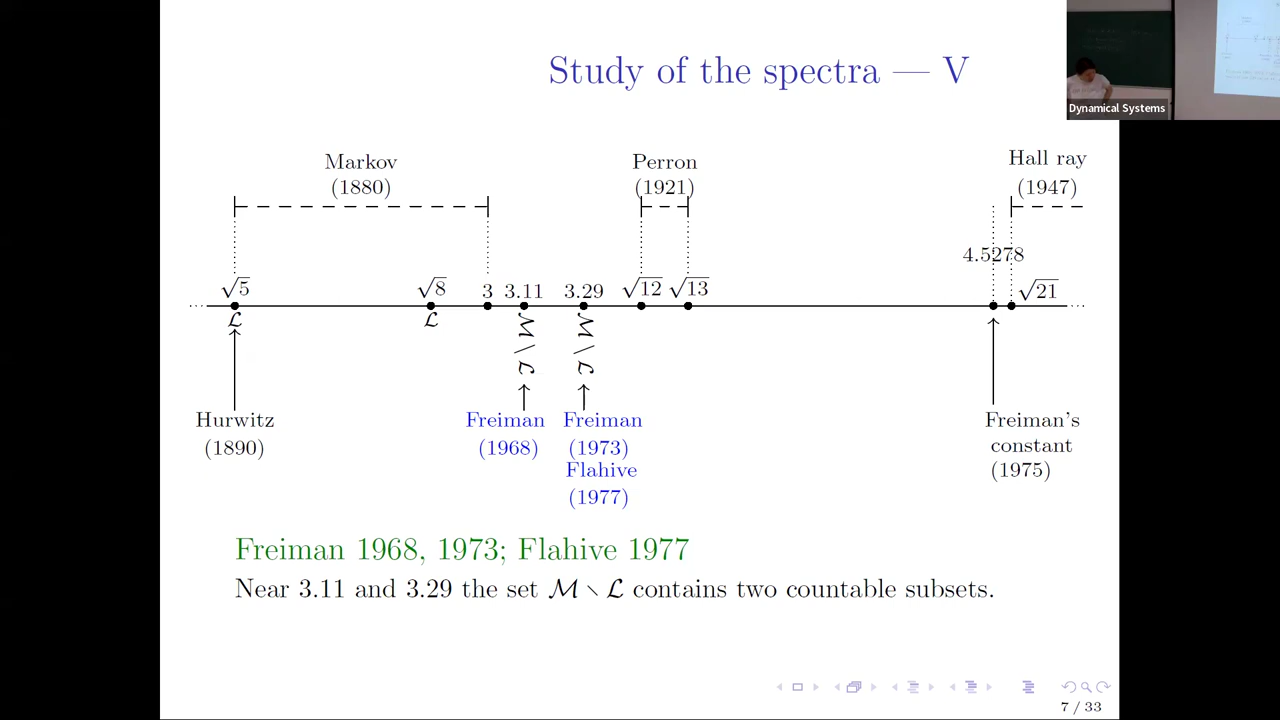 Study of the spectra — V
Dynamical Systems
Markov
(1880)
Perron
(1921)
Hall ray
(1947)
4.5278
√5
√8
3
3.11
3.29
√12
√13
√21
ℒ
ℒ
ℳ \ ℒ
ℳ \ ℒ
Hurwitz
(1890)
Freiman
(1968)
Freiman
(1973)
Flahive
(1977)
Freiman's
constant
(1975)
Freiman 1968, 1973; Flahive 1977
Near 3.11 and 3.29 the set ℳ \ ℒ contains two countable subsets.
7 / 33